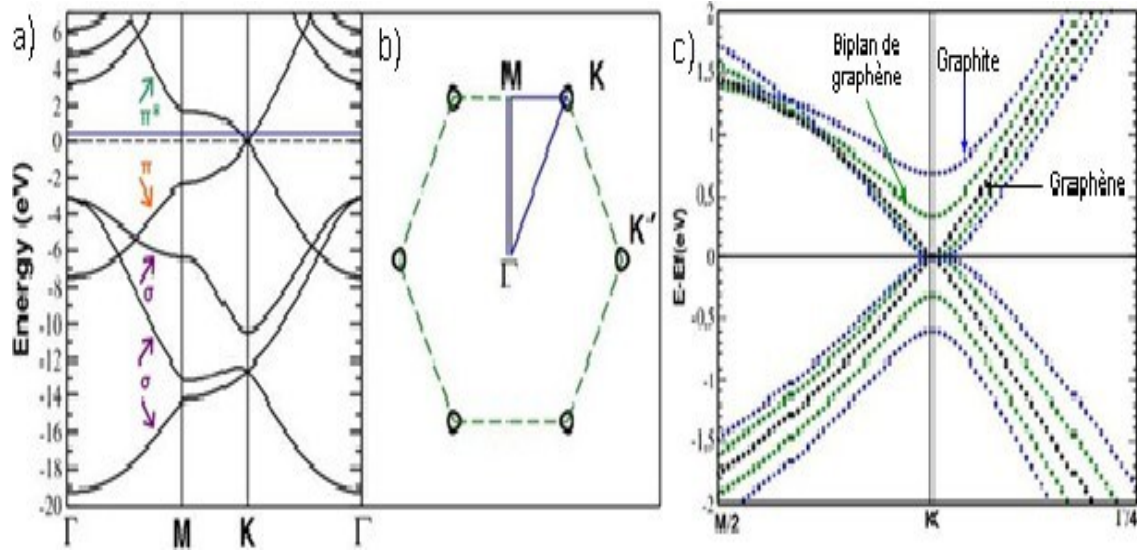 a)
Energy (eV)
6
4
2
0
-2
-4
-6
-8
-10
-12
-14
-16
-18
-20
π*
π
σ
σ
Γ M K Γ
b)
M K
K'
Γ
c)
E-Ef(eV)
2
1,5
1
0,5
0
-0,5
-1
-1,5
-2
Biplan de
graphène
Graphite
Graphène
M/2 K Γ/4